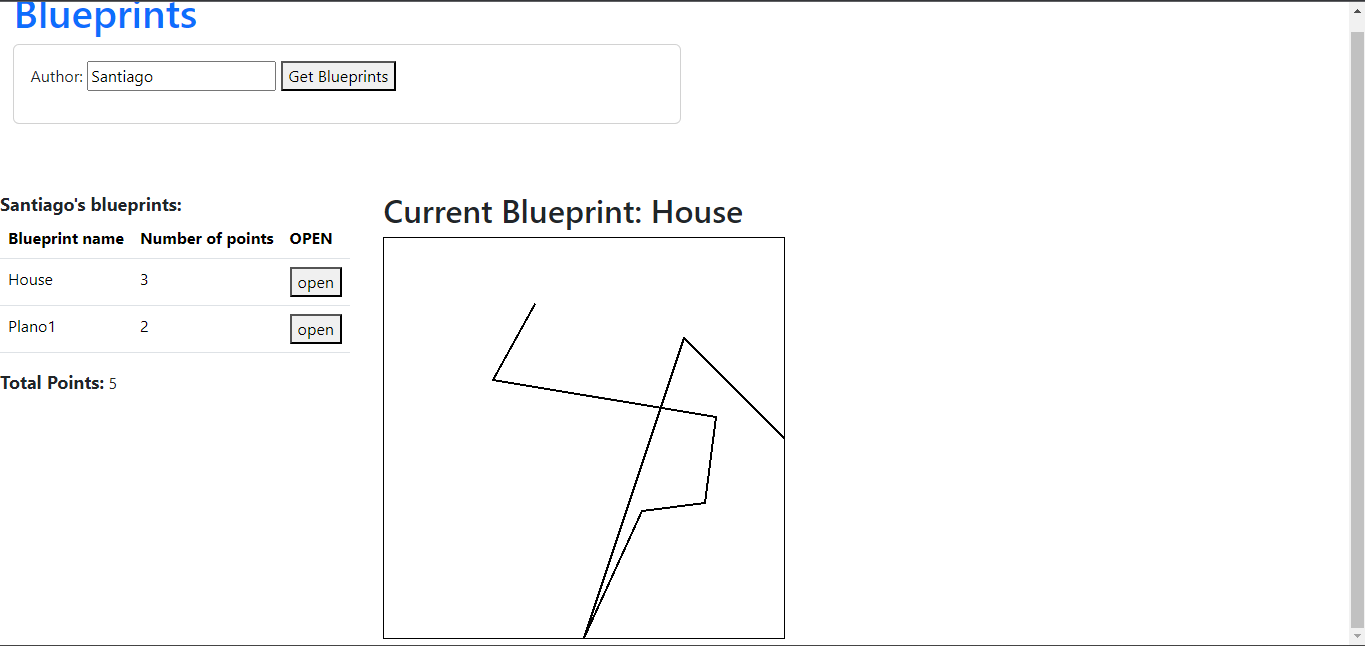 Blueprints
Author: Santiago Get Blueprints
Santiago's blueprints:
Blueprint name Number of points OPEN
House 3 open
Plano1 2 open
Total Points: 5
Current Blueprint: House